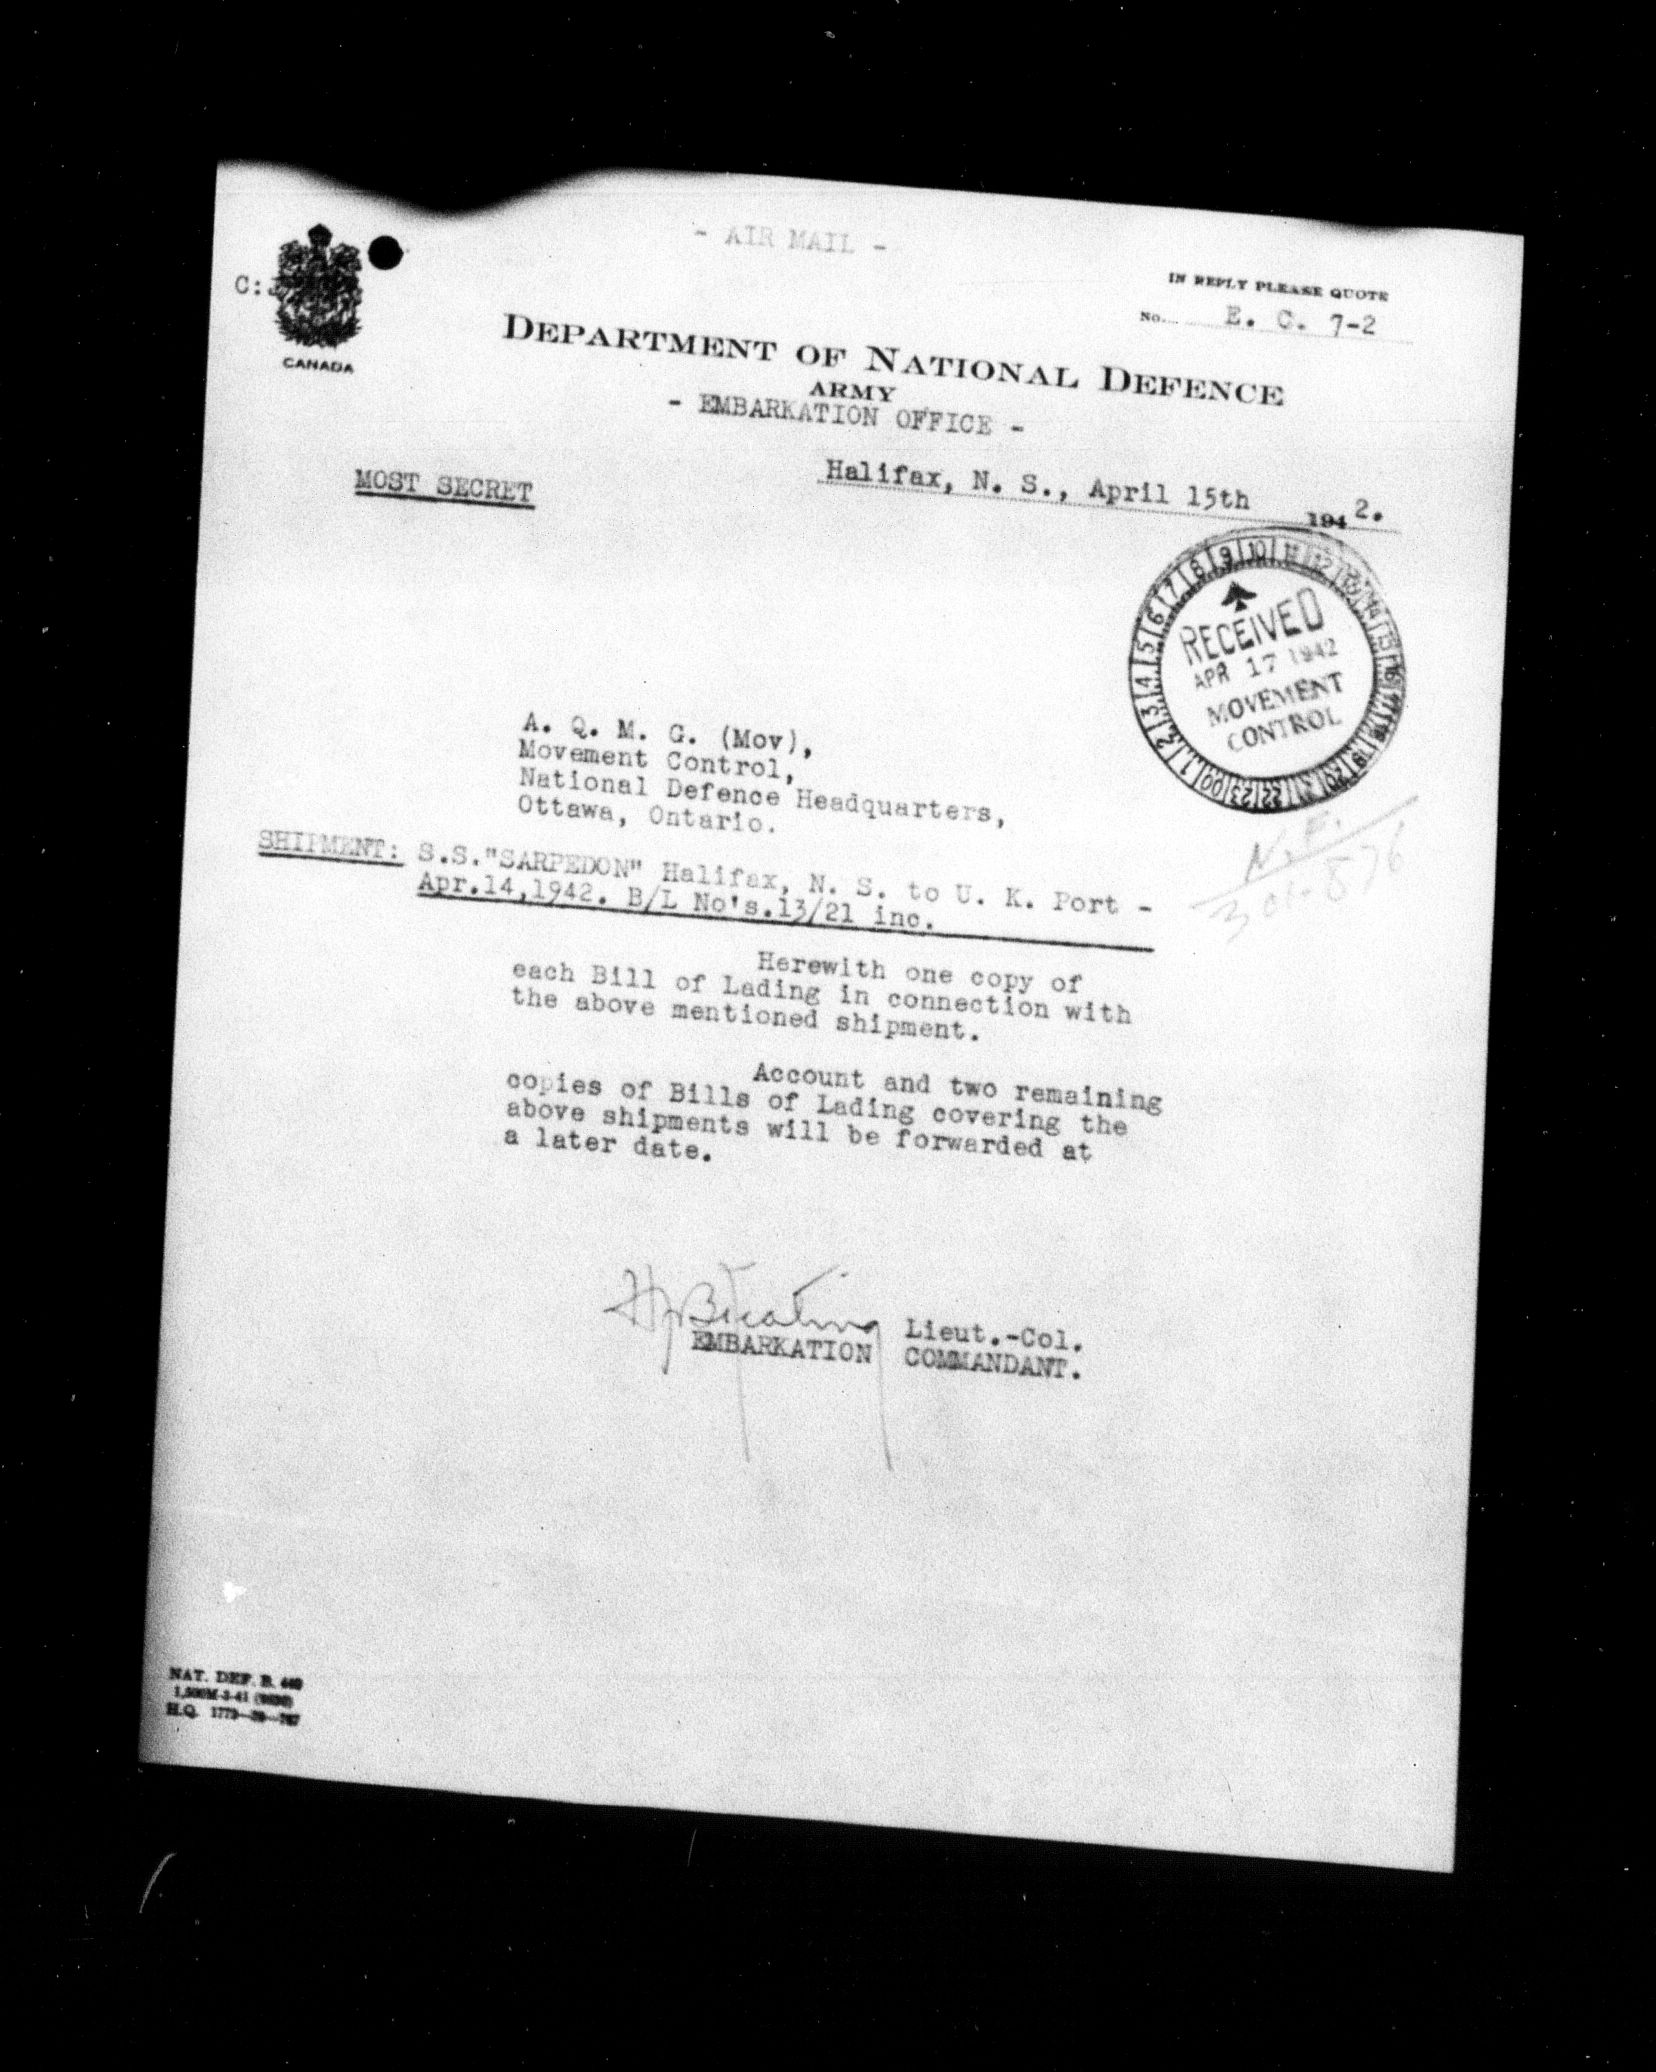 - AIR MAIL -
C:
CANADA
IN REPLY PLEASE QUOTE
No. E. C. 7-2
DEPARTMENT OF NATIONAL DEFENCE
ARMY
- EMBARKATION OFFICE -
MOST SECRET
Halifax, N. S., April 15th 1942.
RECEIVED
APR 17 1942
MOVEMENT
CONTROL
A. Q. M. G. (Mov),
Movement Control,
National Defence Headquarters,
Ottawa, Ontario.
N.F.
SHIPMENT: S.S."SARPEDON" Halifax, N. S. to U. K. Port -
Apr.14,1942. B/L No's.13/21 inc.
Herewith one copy of
each Bill of Lading in connection with
the above mentioned shipment.
Account and two remaining
copies of Bills of Lading covering the
above shipments will be forwarded at
a later date.
Lieut.-Col.
EMBARKATION COMMANDANT.
NAT. DEF. B. 440
H.Q.